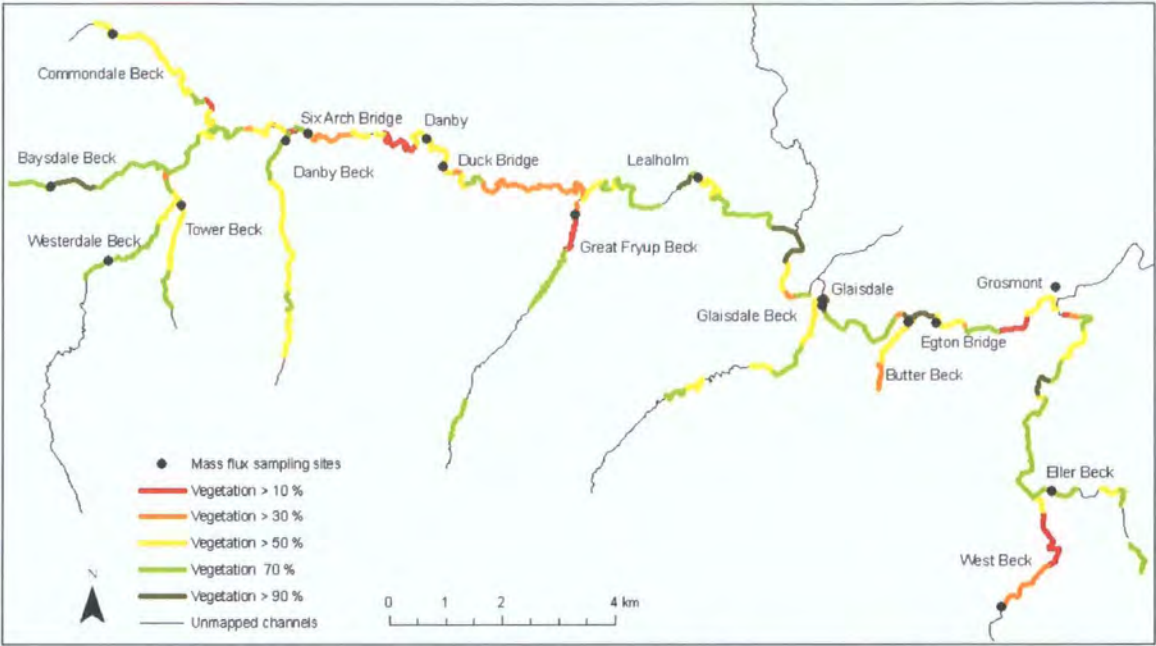 Commondale Beck
Six Arch Bridge
Danby
Baysdale Beck
Danby Beck
Duck Bridge
Lealholm
Westerdale Beck
Tower Beck
Great Fryup Beck
Glaisdale
Grosmont
Glaisdale Beck
Egton Bridge
Butter Beck
Eller Beck
West Beck
Mass flux sampling sites
Vegetation > 10 %
Vegetation > 30 %
Vegetation > 50 %
Vegetation 70 %
Vegetation > 90 %
Unmapped channels
N
0 1 2 4 km